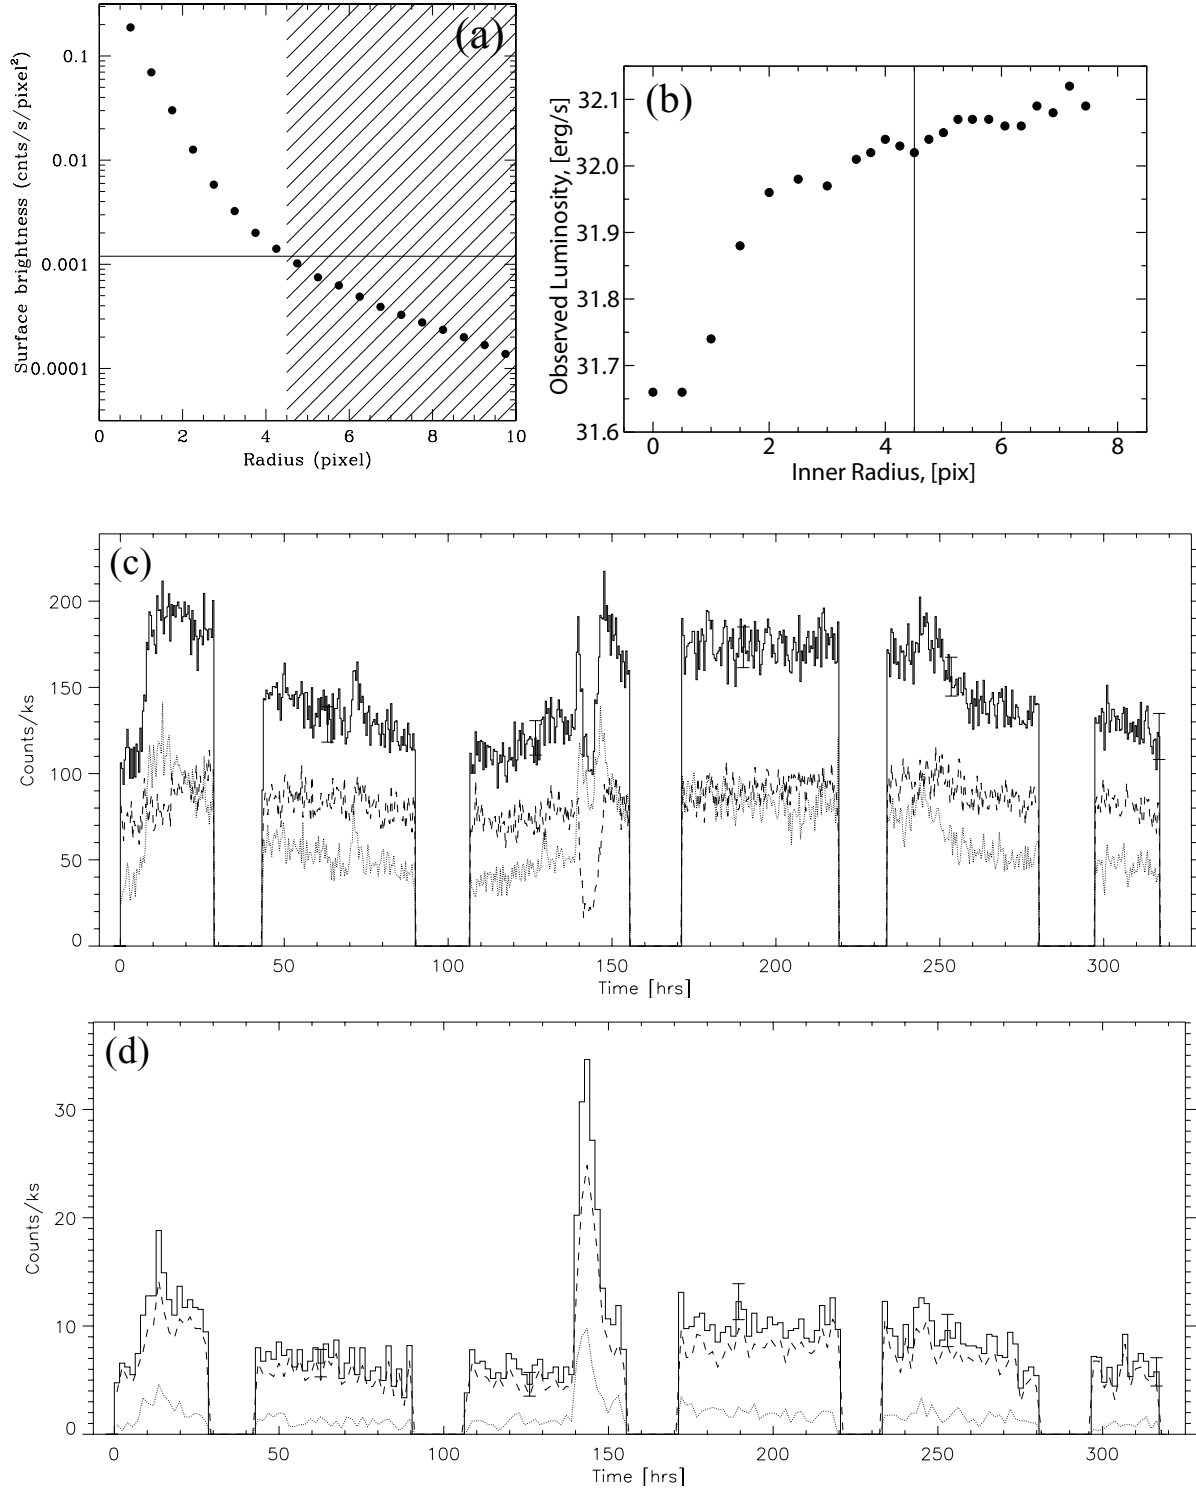 (a)
Surface brightness (cnts/s/pixel²)
0.1
0.01
0.001
0.0001
0 2 4 6 8 10
Radius (pixel)
(b)
Observed Luminosity, [erg/s]
32.1
32.0
31.9
31.8
31.7
31.6
0 2 4 6 8
Inner Radius, [pix]
(c)
Counts/ks
200
150
100
50
0
0 50 100 150 200 250 300
Time [hrs]
(d)
Counts/ks
30
20
10
0
0 50 100 150 200 250 300
Time [hrs]